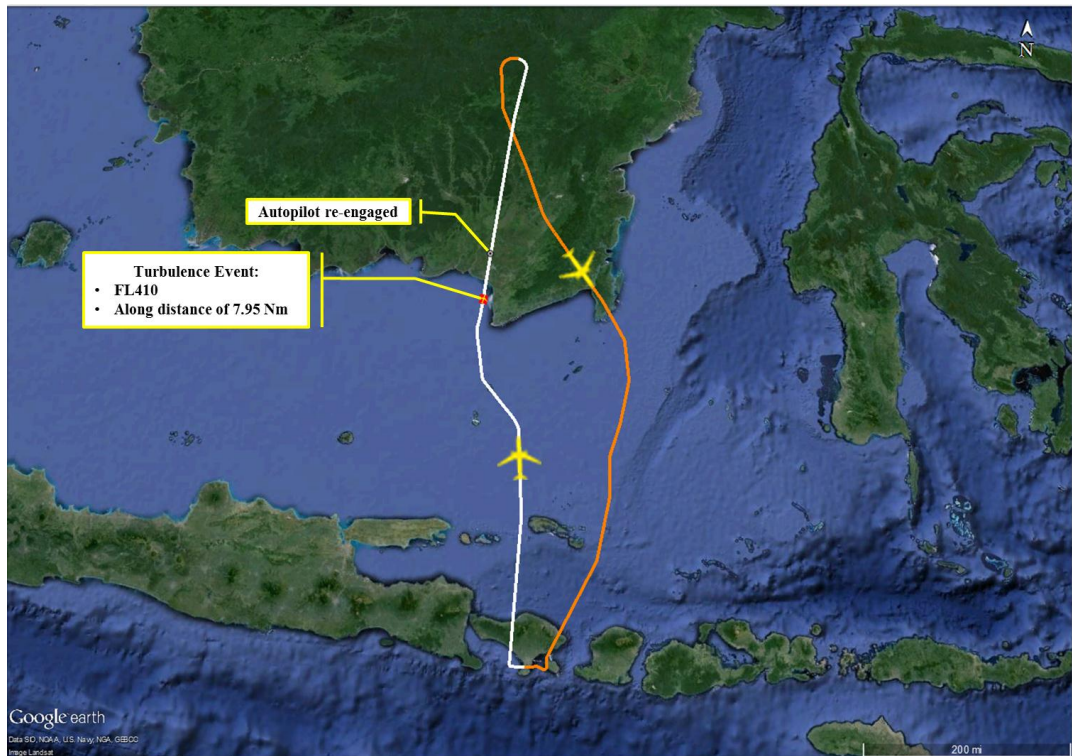 N
Autopilot re-engaged
Turbulence Event:
• FL410
• Along distance of 7.95 Nm
Google earth
Data SIO, NOAA, U.S. Navy, NGA, GEBCO
Image Landsat
200 mi